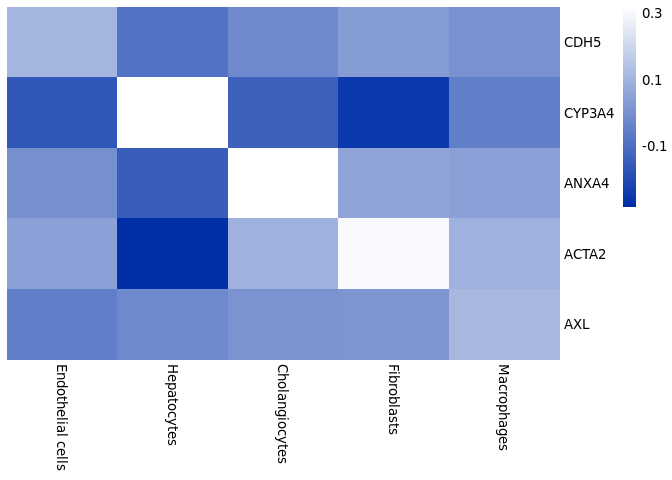 0.3
CDH5
0.1
CYP3A4
-0.1
ANXA4
ACTA2
AXL
Endothelial cells
Hepatocytes
Cholangiocytes
Fibroblasts
Macrophages